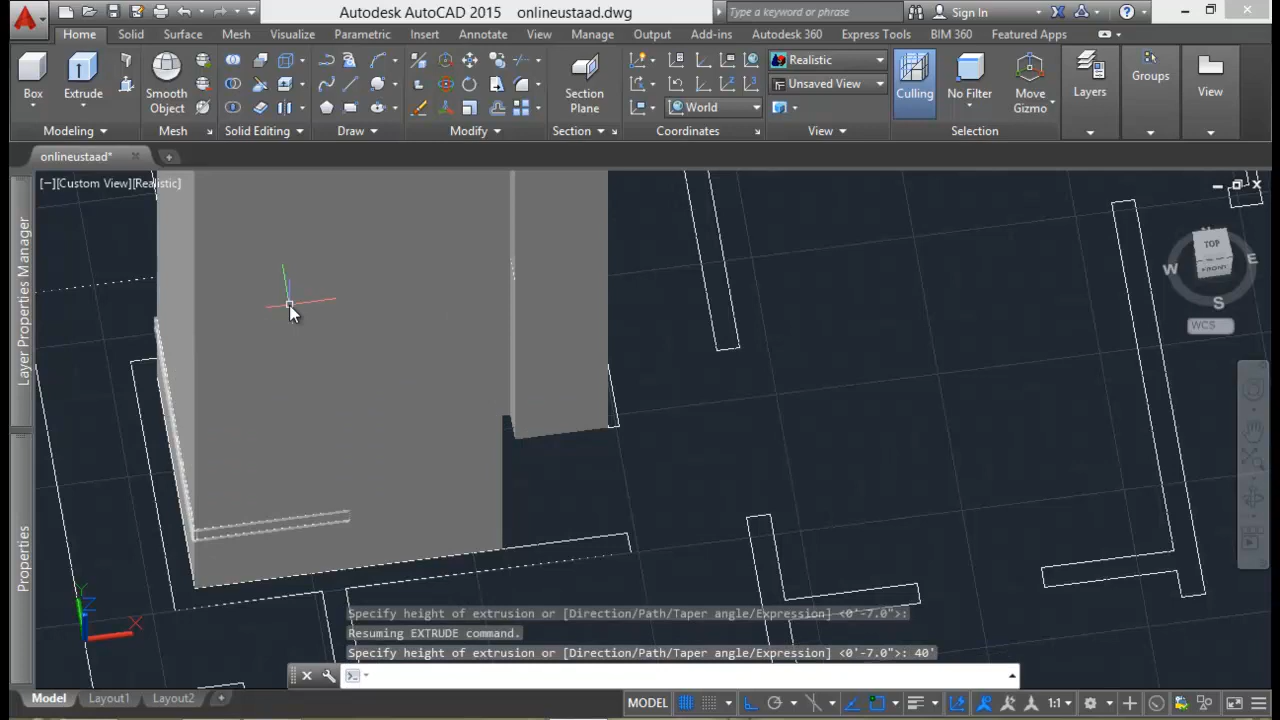 Autodesk AutoCAD 2015 onlineustaad.dwg
Type a keyword or phrase
Sign In
Home Solid Surface Mesh Visualize Parametric Insert Annotate View Manage Output Add-ins Autodesk 360 Express Tools BIM 360 Featured Apps
Box
Extrude
Smooth
Object
Section
Plane
Realistic
Unsaved View
World
Culling
No Filter
Move
Gizmo
Layers
Groups
View
Modeling Mesh Solid Editing Draw Modify Section Coordinates View Selection
onlineustaad*
[−][Custom View][Realistic]
Layer Properties Manager
Properties
TOP
FRONT
W
E
S
WCS
Y
Z
X
Specify height of extrusion or [Direction/Path/Taper angle/Expression] <0'-7.0">:
Resuming EXTRUDE command.
Specify height of extrusion or [Direction/Path/Taper angle/Expression] <0'-7.0">: 40'
Model Layout1 Layout2 +
MODEL
1:1